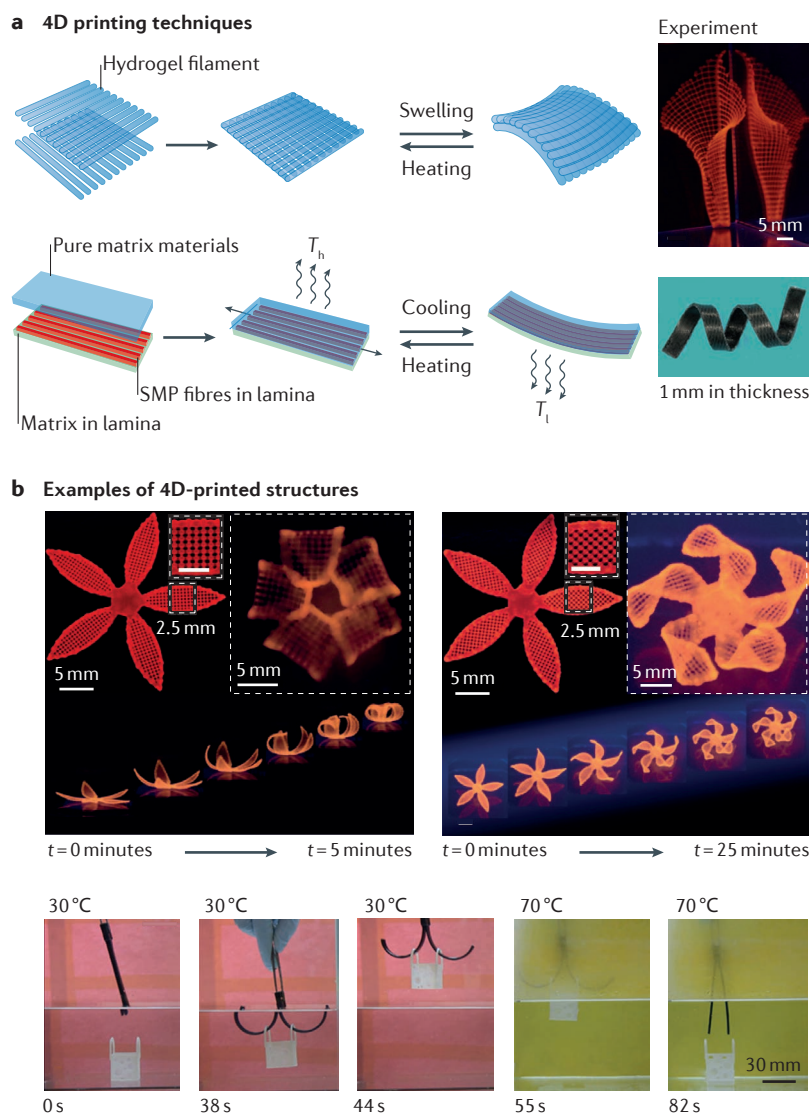 a 4D printing techniques
Experiment
Hydrogel filament
Swelling
Heating
5 mm
Pure matrix materials
Th
Cooling
Heating
SMP fibres in lamina
Matrix in lamina
Tl
1 mm in thickness
b Examples of 4D-printed structures
2.5 mm
5 mm
5 mm
2.5 mm
5 mm
5 mm
t = 0 minutes
t = 5 minutes
t = 0 minutes
t = 25 minutes
30 °C
30 °C
30 °C
70 °C
70 °C
30 mm
0 s
38 s
44 s
55 s
82 s